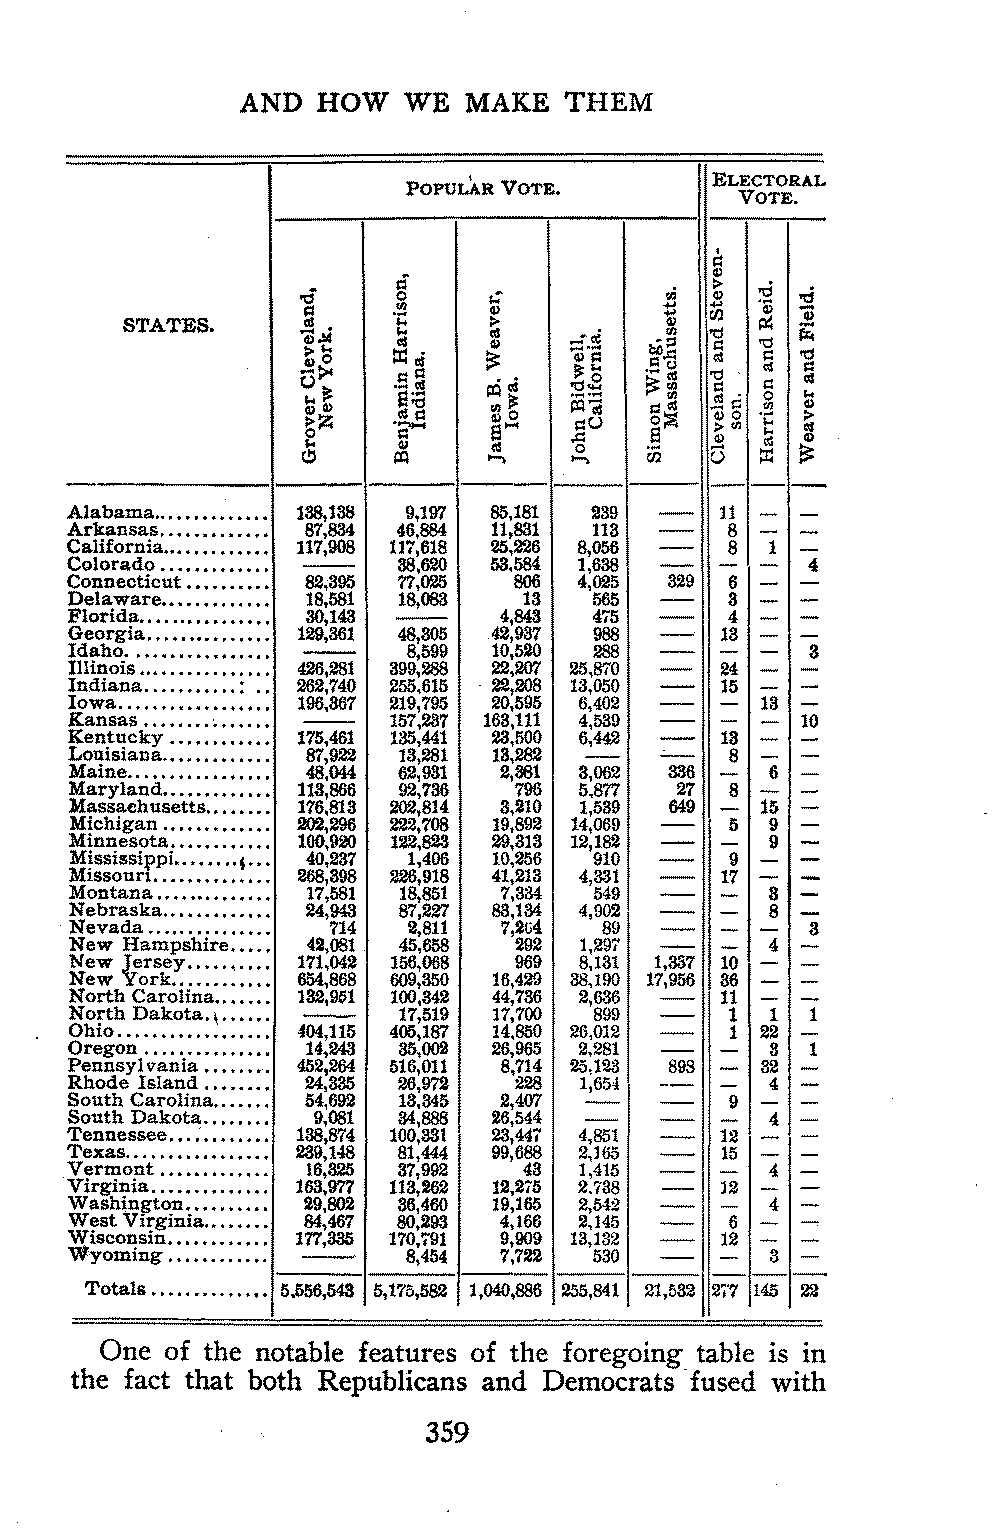 AND HOW WE MAKE THEM
POPULAR VOTE.
ELECTORAL VOTE.
STATES.
Grover Cleveland, New York.
Benjamin Harrison, Indiana.
James B. Weaver, Iowa.
John Bidwell, California.
Simon Wing, Massachusetts.
Cleveland and Stevenson.
Harrison and Reid.
Weaver and Field.
Alabama.............. 138,138 9,197 85,181 239 — 11 — —
Arkansas............. 87,834 46,884 11,831 113 — 8 — —
California............. 117,908 117,618 25,226 8,056 — 8 1 —
Colorado ............. — 38,620 53,584 1,638 — — — 4
Connecticut .......... 82,395 77,025 806 4,025 329 6 — —
Delaware............. 18,581 18,083 13 565 — 3 — —
Florida................ 30,143 — 4,843 475 — 4 — —
Georgia............... 129,361 48,305 42,937 988 — 13 — —
Idaho. ................ — 8,599 10,520 288 — — — 3
Illinois ................ 426,281 399,288 22,207 25,870 — 24 — —
Indiana........... : .. 262,740 255,615 22,208 13,050 — 15 — —
Iowa.................. 196,367 219,795 20,595 6,402 — — 13 —
Kansas ............... — 157,237 163,111 4,539 — — — 10
Kentucky ............ 175,461 135,441 23,500 6,442 — 13 — —
Louisiana............. 87,922 13,281 13,282 — — 8 — —
Maine................. 48,044 62,931 2,361 3,062 336 — 6 —
Maryland............. 113,866 92,736 796 5,877 27 8 — —
Massachusetts........ 176,813 202,814 3,210 1,539 649 — 15 —
Michigan ............. 202,296 222,708 19,892 14,069 — 5 9 —
Minnesota............ 100,920 122,823 29,313 12,182 — — 9 —
Mississippi............ 40,237 1,406 10,256 910 — 9 — —
Missouri.............. 268,398 226,918 41,213 4,331 — 17 — —
Montana.............. 17,581 18,851 7,334 549 — — 3 —
Nebraska............. 24,943 87,227 83,134 4,902 — — 8 —
Nevada ............... 714 2,811 7,264 89 — — — 3
New Hampshire..... 42,081 45,658 292 1,297 — — 4 —
New Jersey.......... 171,042 156,068 969 8,131 1,337 10 — —
New York............ 654,868 609,350 16,429 38,190 17,956 36 — —
North Carolina....... 132,951 100,342 44,736 2,636 — 11 — —
North Dakota........ — 17,519 17,700 899 — 1 1 1
Ohio................... 404,115 405,187 14,850 26,012 — 1 22 —
Oregon ............... 14,243 35,002 26,965 2,281 — — 3 1
Pennsylvania ........ 452,264 516,011 8,714 25,123 893 — 32 —
Rhode Island ........ 24,335 26,972 228 1,654 — — 4 —
South Carolina....... 54,692 13,345 2,407 — — 9 — —
South Dakota........ 9,081 34,888 26,544 — — — 4 —
Tennessee............ 138,874 100,331 23,447 4,851 — 12 — —
Texas................. 239,148 81,444 99,688 2,165 — 15 — —
Vermont ............. 16,325 37,992 43 1,415 — — 4 —
Virginia.............. 163,977 113,262 12,275 2,738 — 12 — —
Washington.......... 29,802 36,460 19,165 2,542 — — 4 —
West Virginia........ 84,467 80,293 4,166 2,145 — 6 — —
Wisconsin............ 177,335 170,791 9,909 13,132 — 12 — —
Wyoming ............ — 8,454 7,722 530 — — 3 —
Totals .............. 5,556,543 5,175,582 1,040,886 255,841 21,532 277 145 22
One of the notable features of the foregoing table is in
the fact that both Republicans and Democrats fused with
359